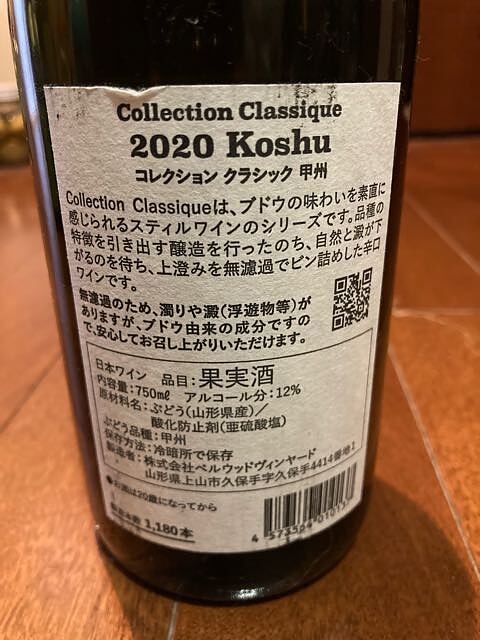 Collection Classique
2020 Koshu
コレクション クラシック 甲州
Collection Classiqueは、ブドウの味わいを素直に
感じられるスティルワインのシリーズです。品種の
特徴を引き出す醸造を行ったのち、自然と澱が下
がるのを待ち、上澄みを無濾過でビン詰めした辛口
ワインです。
無濾過のため、濁りや澱(浮遊物等)が
ありますが、ブドウ由来の成分ですの
で、安心してお召し上がりいただけます。
日本ワイン 品目:果実酒
内容量:750mℓ アルコール分:12%
原材料名:ぶどう(山形県産)/
酸化防止剤(亜硫酸塩)
ぶどう品種:甲州
保存方法:冷暗所で保存
製造者:株式会社ベルウッドヴィンヤード
山形県上山市久保手字久保手4414番地1
●お酒は20歳になってから
製造本数 1,180本